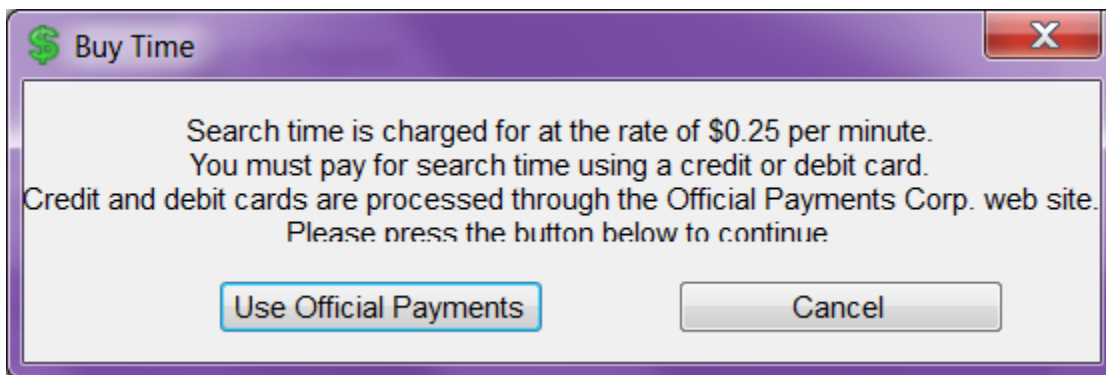 Buy Time
Search time is charged for at the rate of $0.25 per minute.
You must pay for search time using a credit or debit card.
Credit and debit cards are processed through the Official Payments Corp. web site.
Please press the button below to continue
Use Official Payments
Cancel